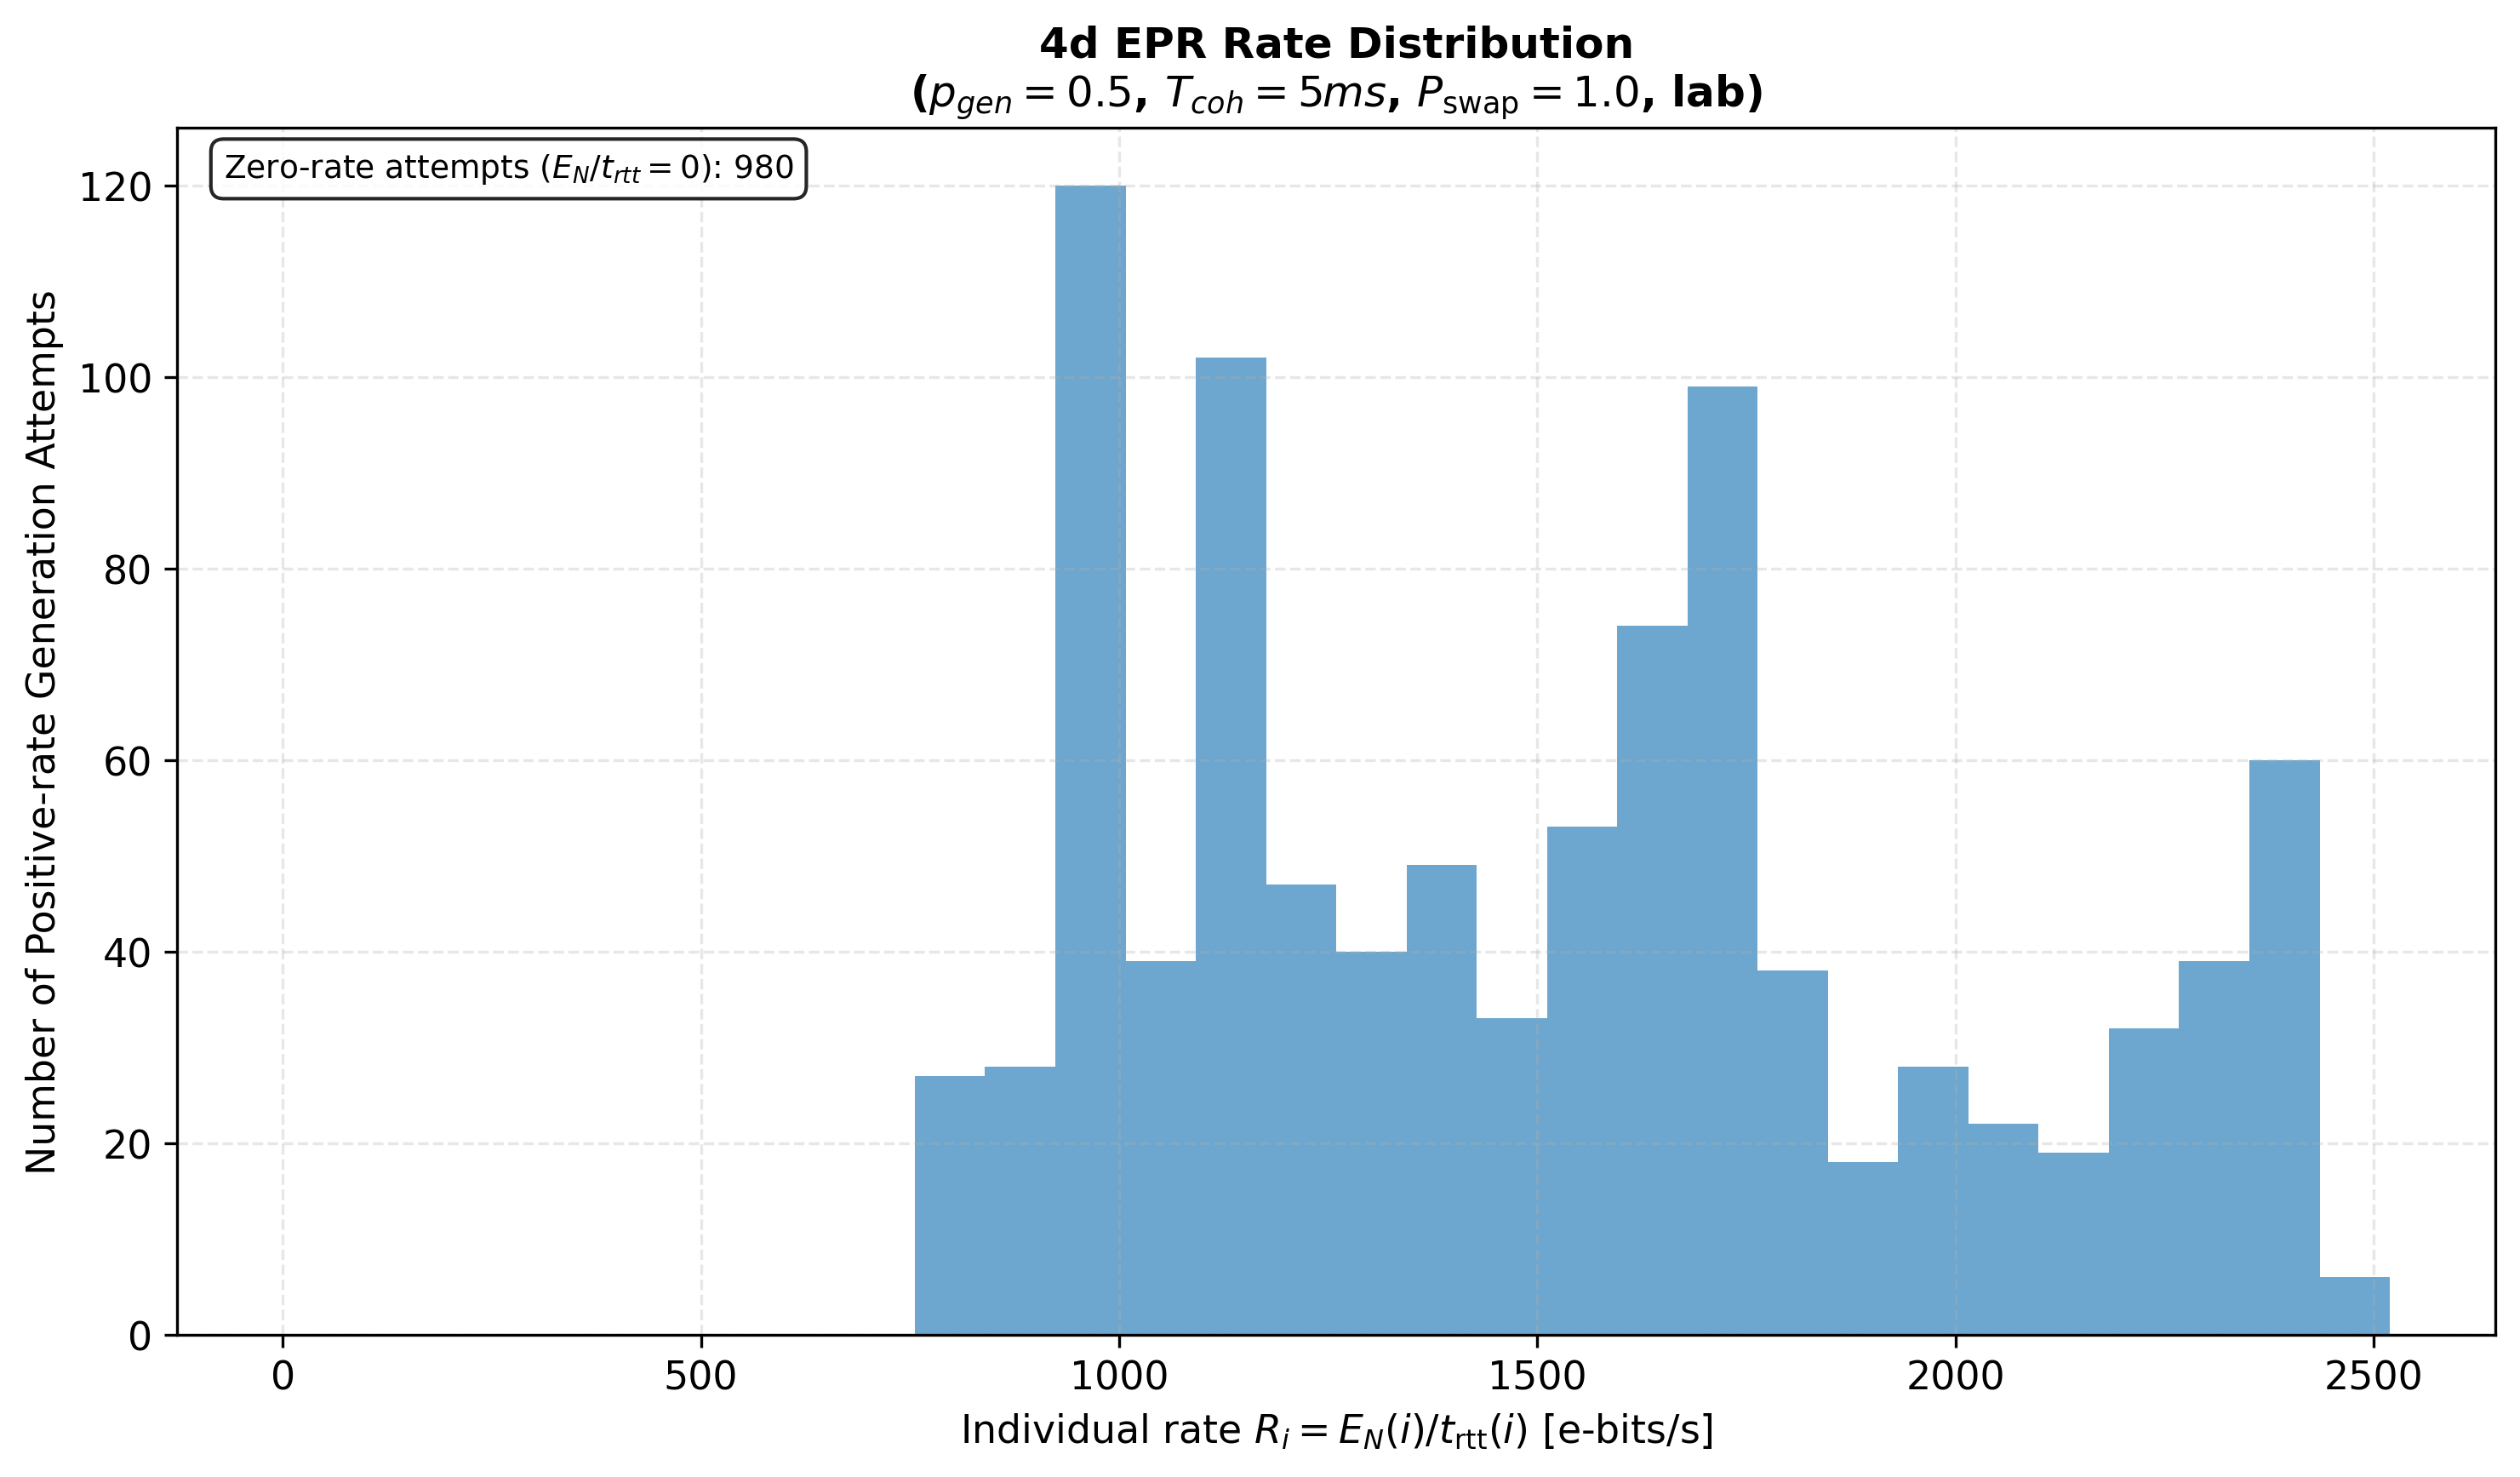 4d EPR Rate Distribution
(p_gen = 0.5, T_coh = 5ms, P_swap = 1.0, lab)
Zero-rate attempts (E_N/t_rtt = 0): 980
120
100
80
60
40
20
0
Number of Positive-rate Generation Attempts
0 500 1000 1500 2000 2500
Individual rate R_i = E_N(i)/t_rtt(i) [e-bits/s]